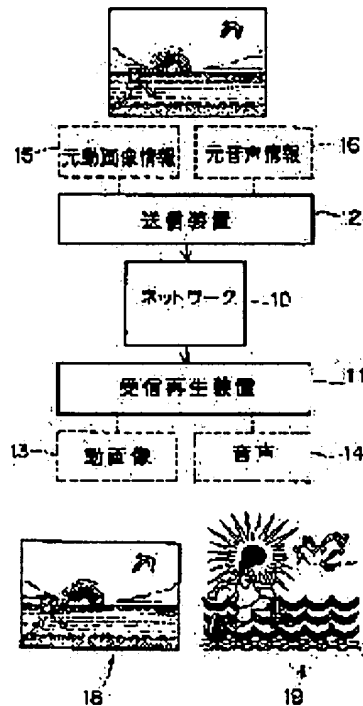 15 元動画像情報 元音声情報 16
送信装置 12
ネットワーク 10
受信再生装置 11
13 動画像 音声 14
18 19